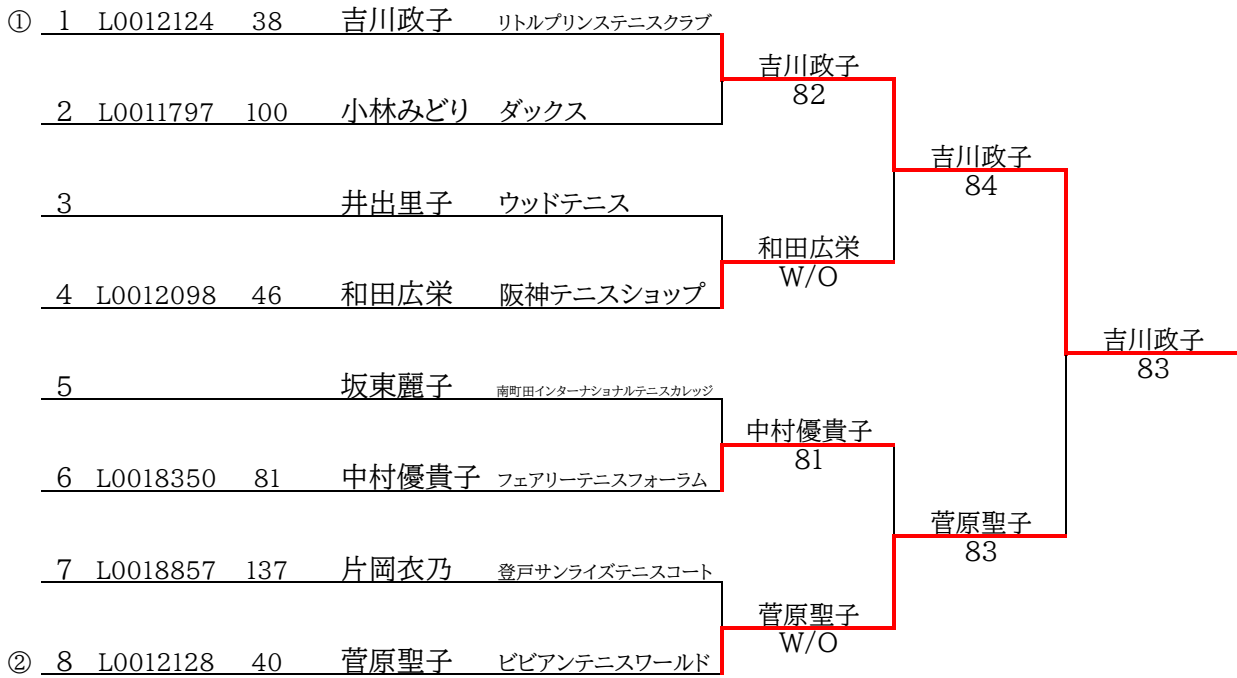 ① 1 L0012124 38 吉川政子 リトルプリンステニスクラブ
吉川政子
82
2 L0011797 100 小林みどり ダックス
吉川政子
84
3 井出里子 ウッドテニス
和田広栄
W/O
4 L0012098 46 和田広栄 阪神テニスショップ
吉川政子
83
5 坂東麗子 南町田インターナショナルテニスカレッジ
中村優貴子
81
6 L0018350 81 中村優貴子 フェアリーテニスフォーラム
菅原聖子
83
7 L0018857 137 片岡衣乃 登戸サンライズテニスコート
菅原聖子
W/O
② 8 L0012128 40 菅原聖子 ビビアンテニスワールド